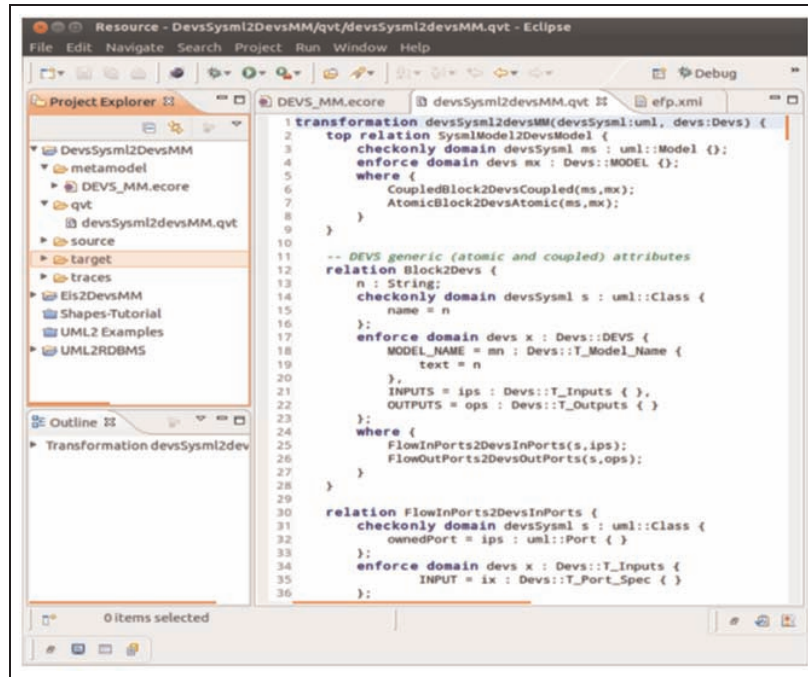 Resource - DevsSysml2DevsMM/qvt/devsSysml2devsMM.qvt - Eclipse
File Edit Navigate Search Project Run Window Help
Debug
Project Explorer
DevsSysml2DevsMM
metamodel
DEVS_MM.ecore
qvt
devsSysml2devsMM.qvt
source
target
traces
Eis2DevsMM
Shapes-Tutorial
UML2 Examples
UML2RDBMS
Outline
Transformation devsSysml2dev
DEVS_MM.ecore devsSysml2devsMM.qvt efp.xmi
1 transformation devsSysml2devsMM(devsSysml:uml, devs:Devs) {
2 top relation SysmlModel2DevsModel {
3 checkonly domain devsSysml ms : uml::Model {};
4 enforce domain devs mx : Devs::MODEL {};
5 where {
6 CoupledBlock2DevsCoupled(ms,mx);
7 AtomicBlock2DevsAtomic(ms,mx);
8 }
9 }
10
11 -- DEVS generic (atomic and coupled) attributes
12 relation Block2Devs {
13 n : String;
14 checkonly domain devsSysml s : uml::Class {
15 name = n
16 };
17 enforce domain devs x : Devs::DEVS {
18 MODEL_NAME = mn : Devs::T_Model_Name {
19 text = n
20 },
21 INPUTS = ips : Devs::T_Inputs { },
22 OUTPUTS = ops : Devs::T_Outputs { }
23 };
24 where {
25 FlowInPorts2DevsInPorts(s,ips);
26 FlowOutPorts2DevsOutPorts(s,ops);
27 }
28 }
29
30 relation FlowInPorts2DevsInPorts {
31 checkonly domain devsSysml s : uml::Class {
32 ownedPort = ips : uml::Port { }
33 };
34 enforce domain devs x : Devs::T_Inputs {
35 INPUT = ix : Devs::T_Port_Spec { }
36 };
0 items selected